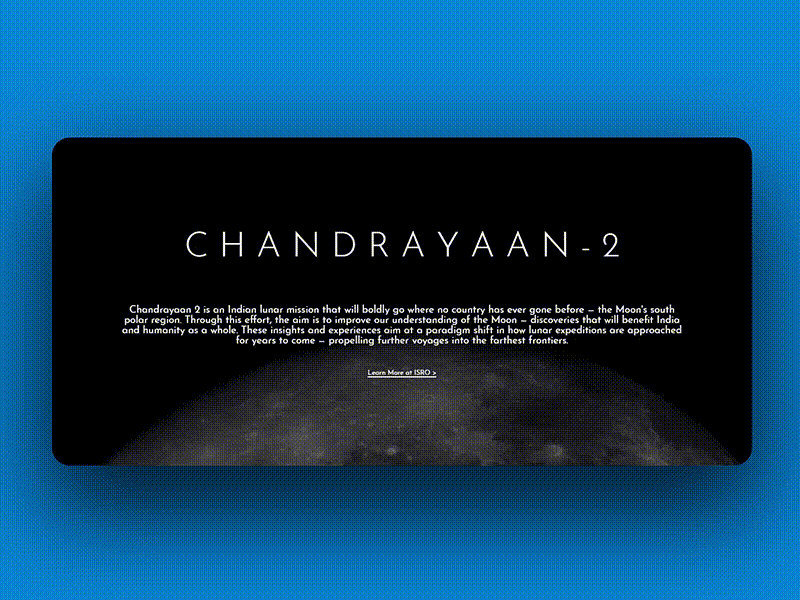 CHANDRAYAAN-2
Chandrayaan 2 is an Indian lunar mission that will boldly go where no country has ever gone before – the Moon's south
polar region. Through this effort, the aim is to improve our understanding of the Moon – discoveries that will benefit India
and humanity as a whole. These insights and experiences aim at a paradigm shift in how lunar expeditions are approached
for years to come – propelling further voyages into the farthest frontiers.
Learn More at ISRO >